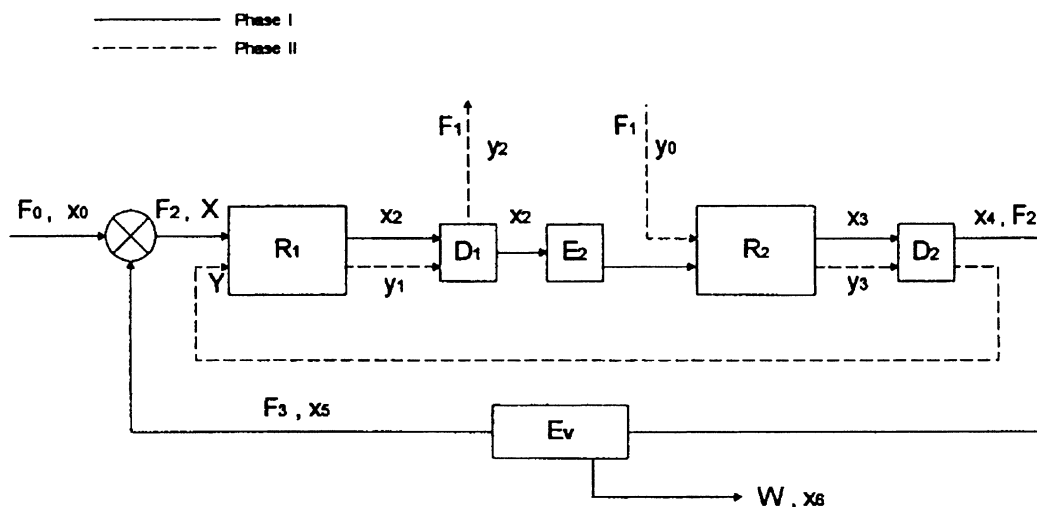 Phase I
Phase II
F1
y2
F1
y0
F0, x0
F2, X
R1
x2
D1
x2
E2
R2
x3
D2
x4, F2
Y
y1
y3
F3, x5
Ev
W, x6